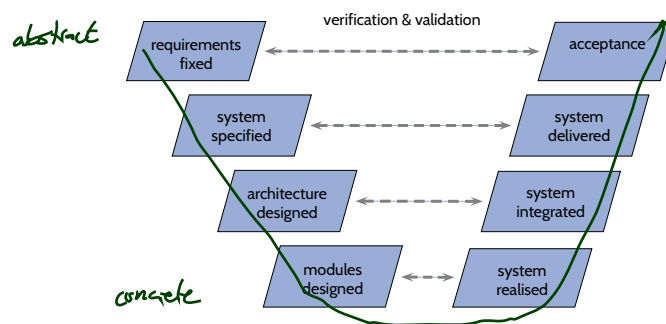 abstract
verification & validation
requirements
fixed
acceptance
system
specified
system
delivered
architecture
designed
system
integrated
modules
designed
system
realised
concrete